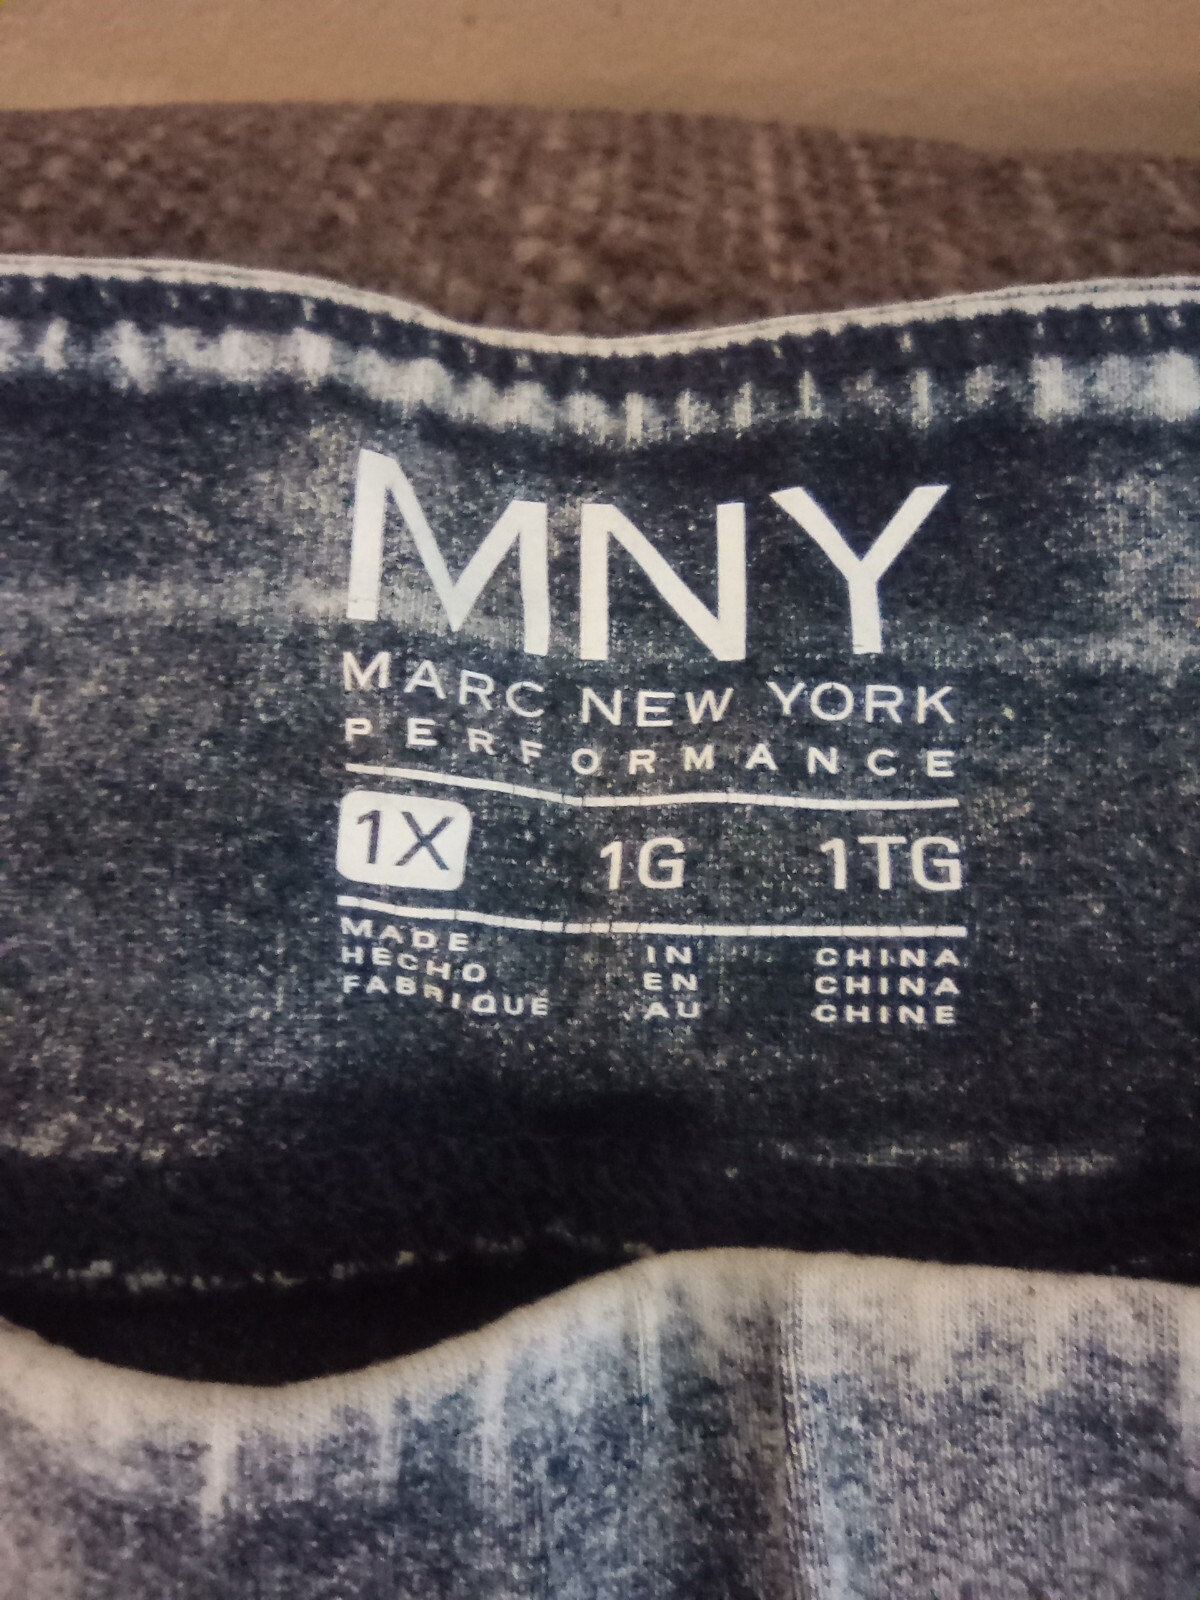 MNY
MARC NEW YORK
PERFORMANCE
1X 1G 1TG
MADE IN CHINA
HECHO EN CHINA
FABRIQUE AU CHINE